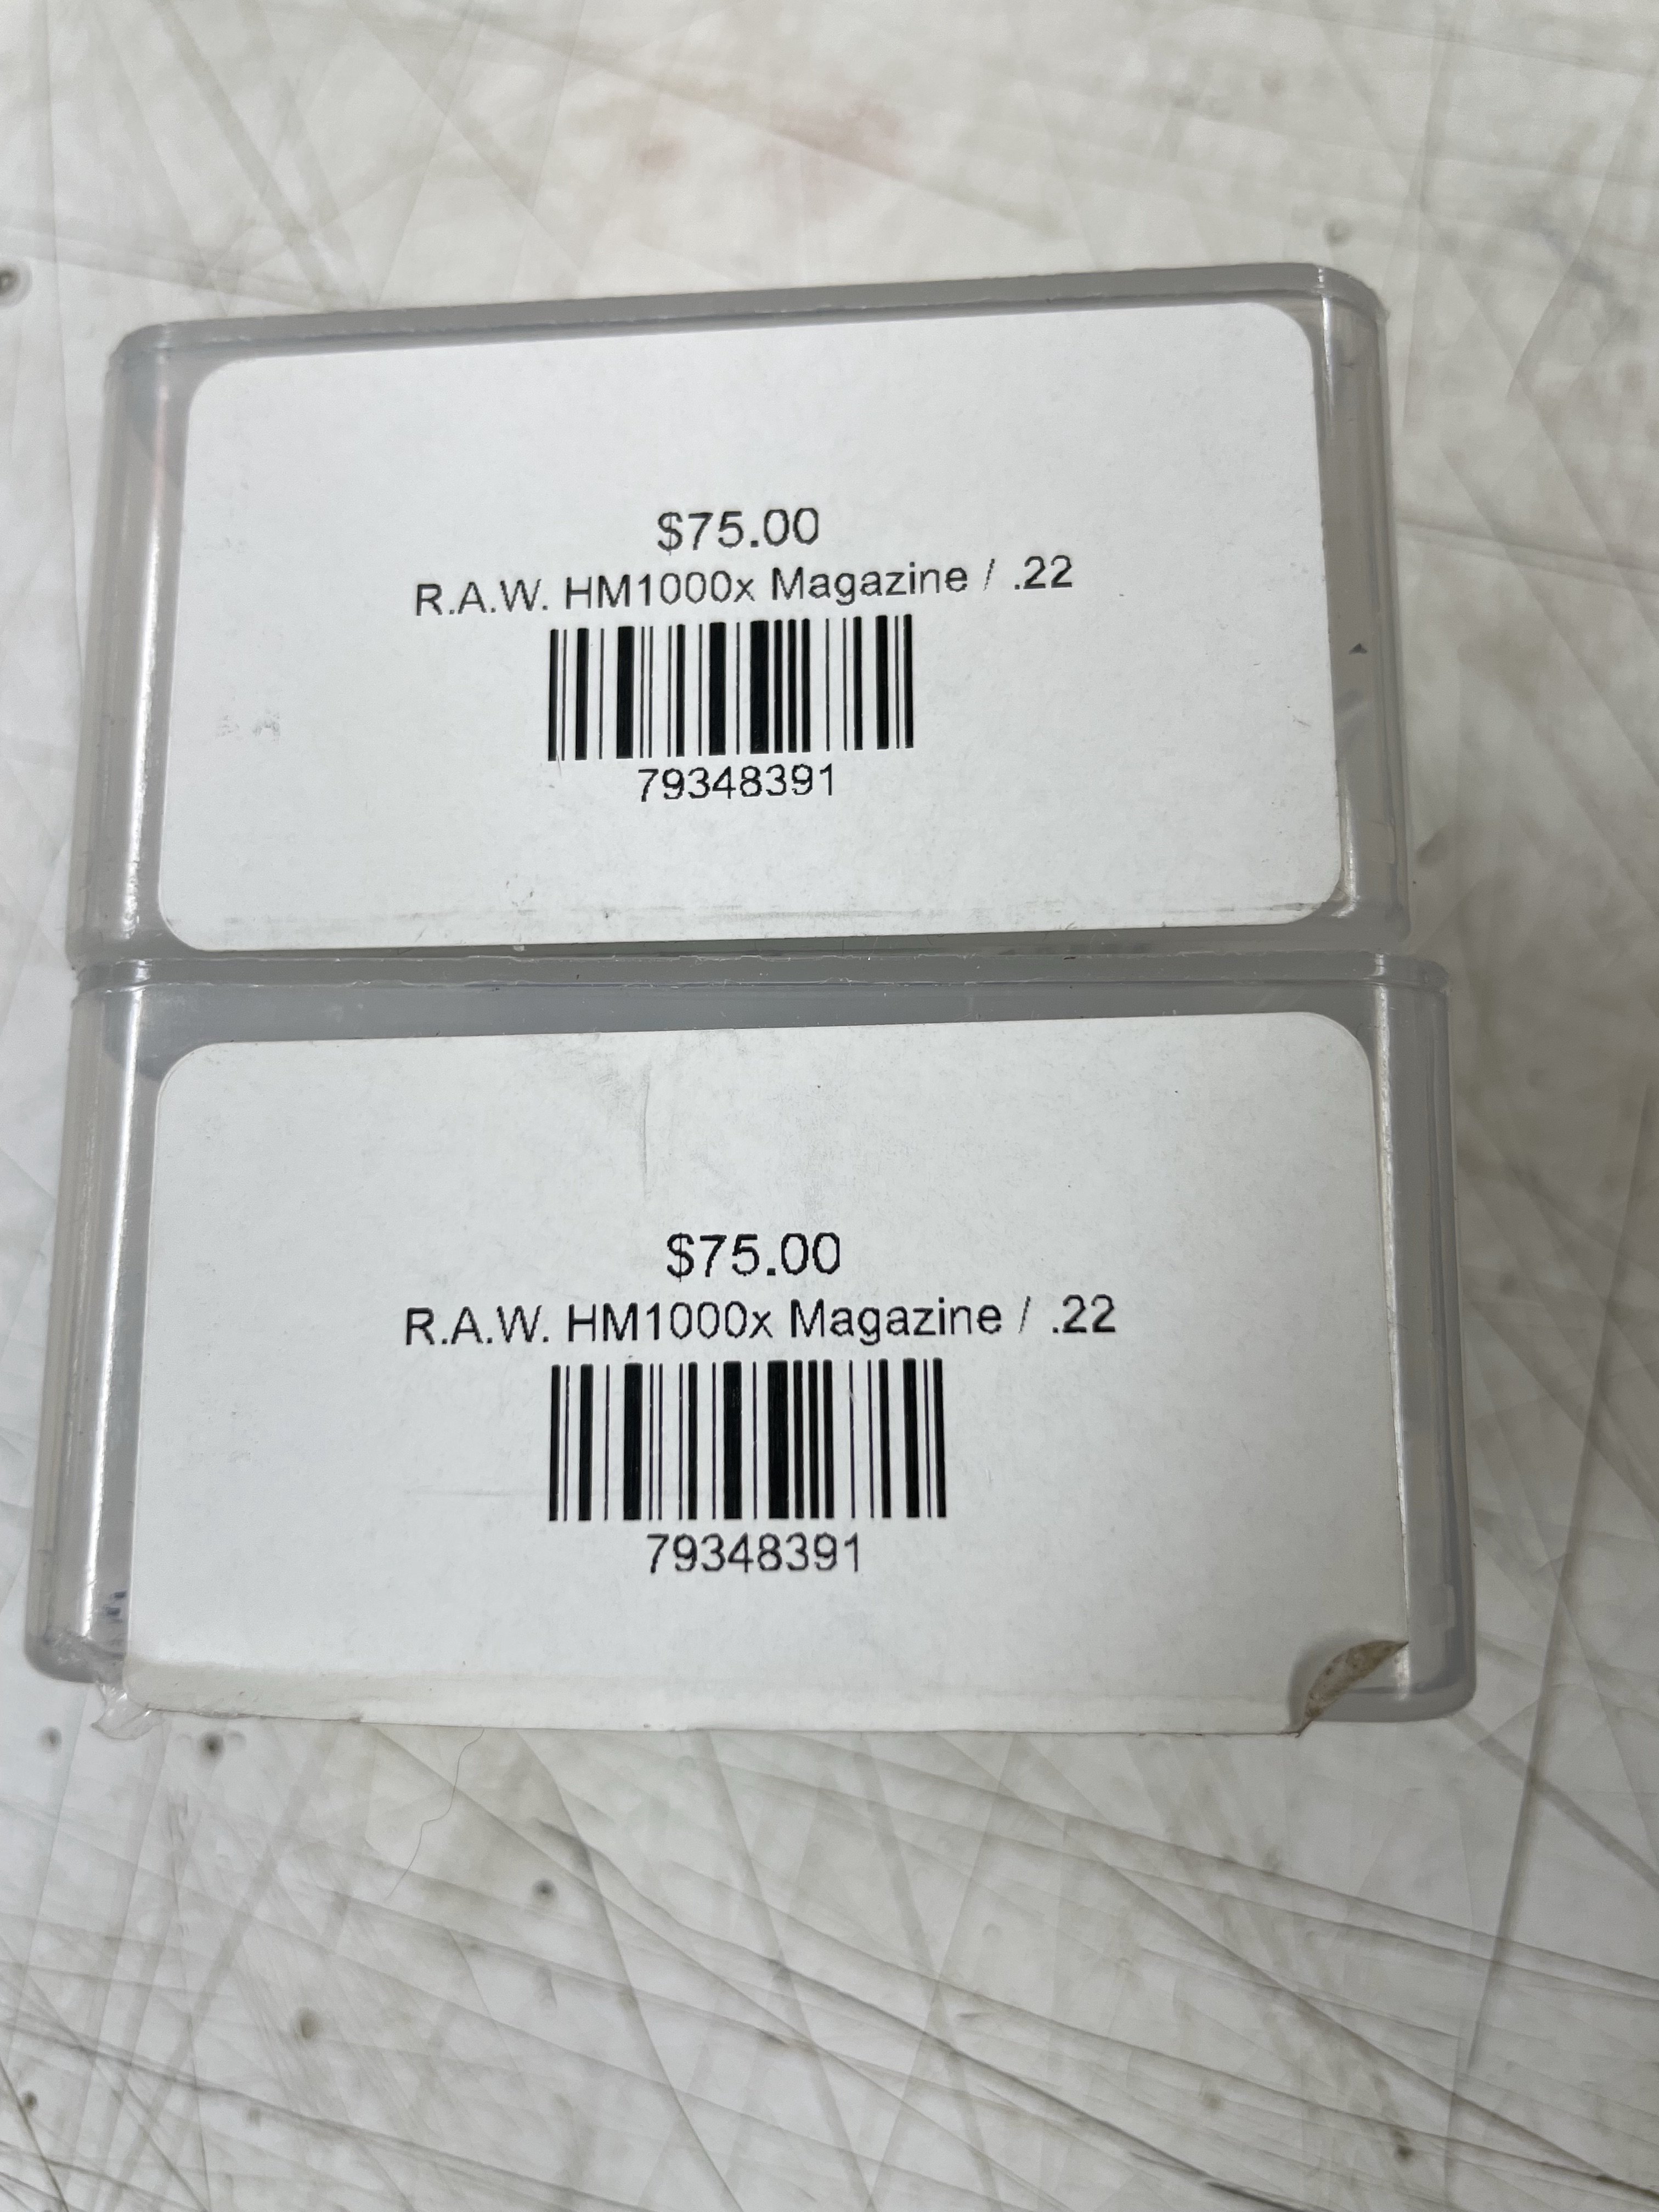 $75.00
R.A.W. HM1000x Magazine / .22
79348391
$75.00
R.A.W. HM1000x Magazine / .22
79348391